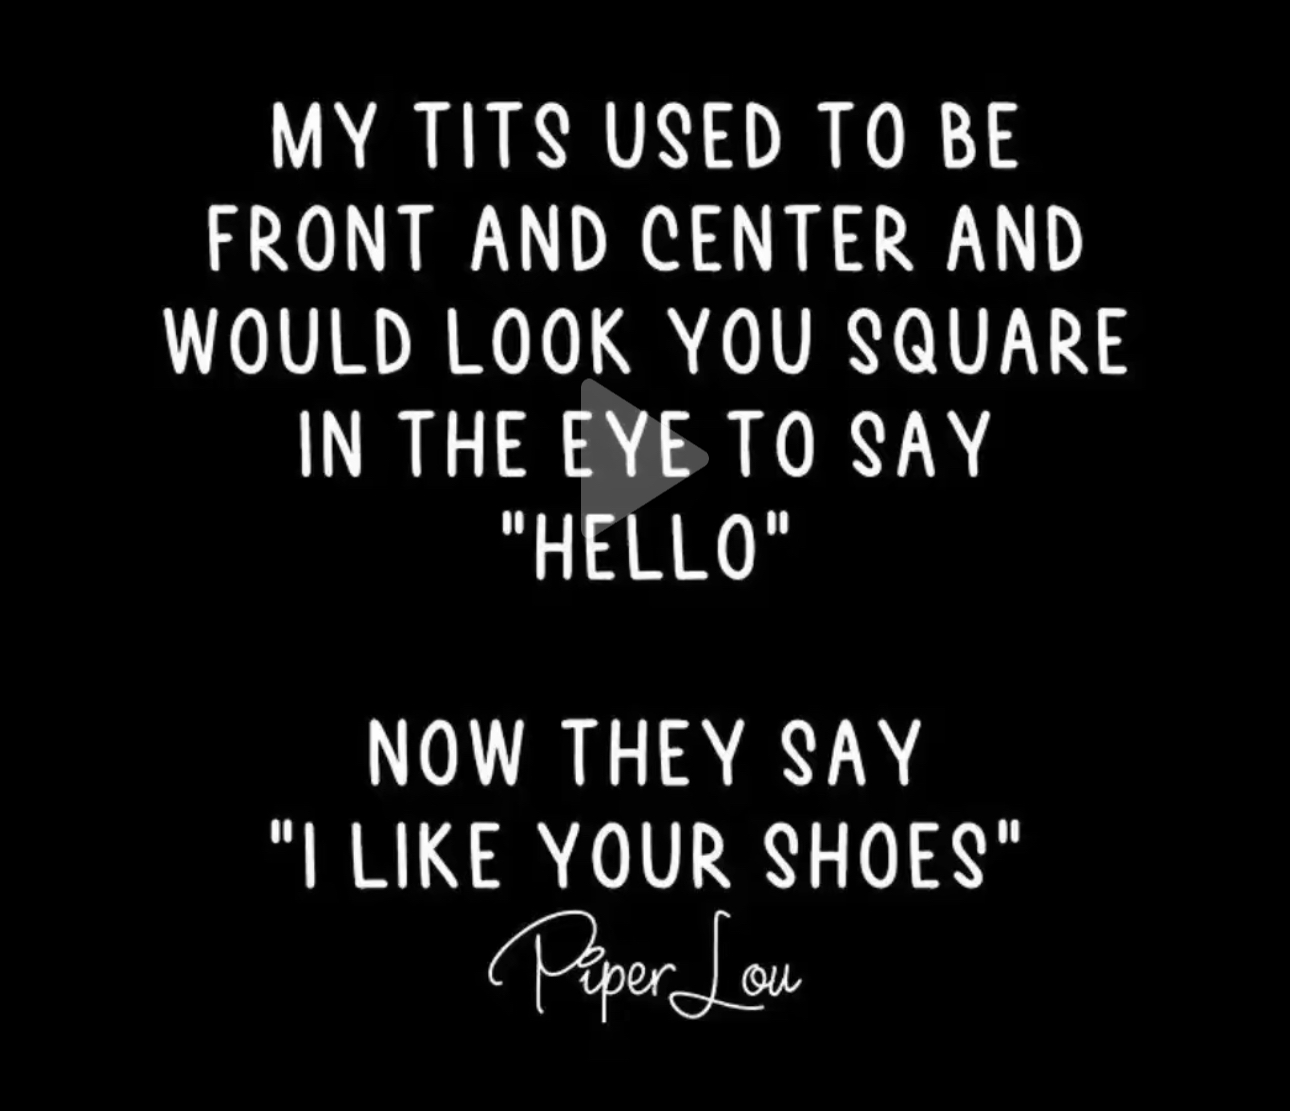 MY TITS USED TO BE
FRONT AND CENTER AND
WOULD LOOK YOU SQUARE
IN THE EYE TO SAY
"HELLO"
NOW THEY SAY
"I LIKE YOUR SHOES"
Piper Lou